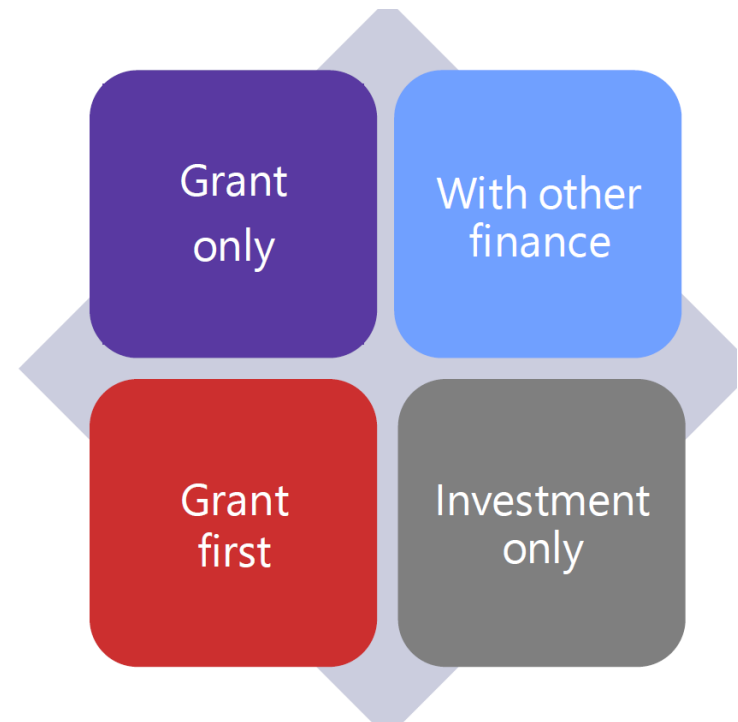 Grant
only
With other
finance
Grant
first
Investment
only